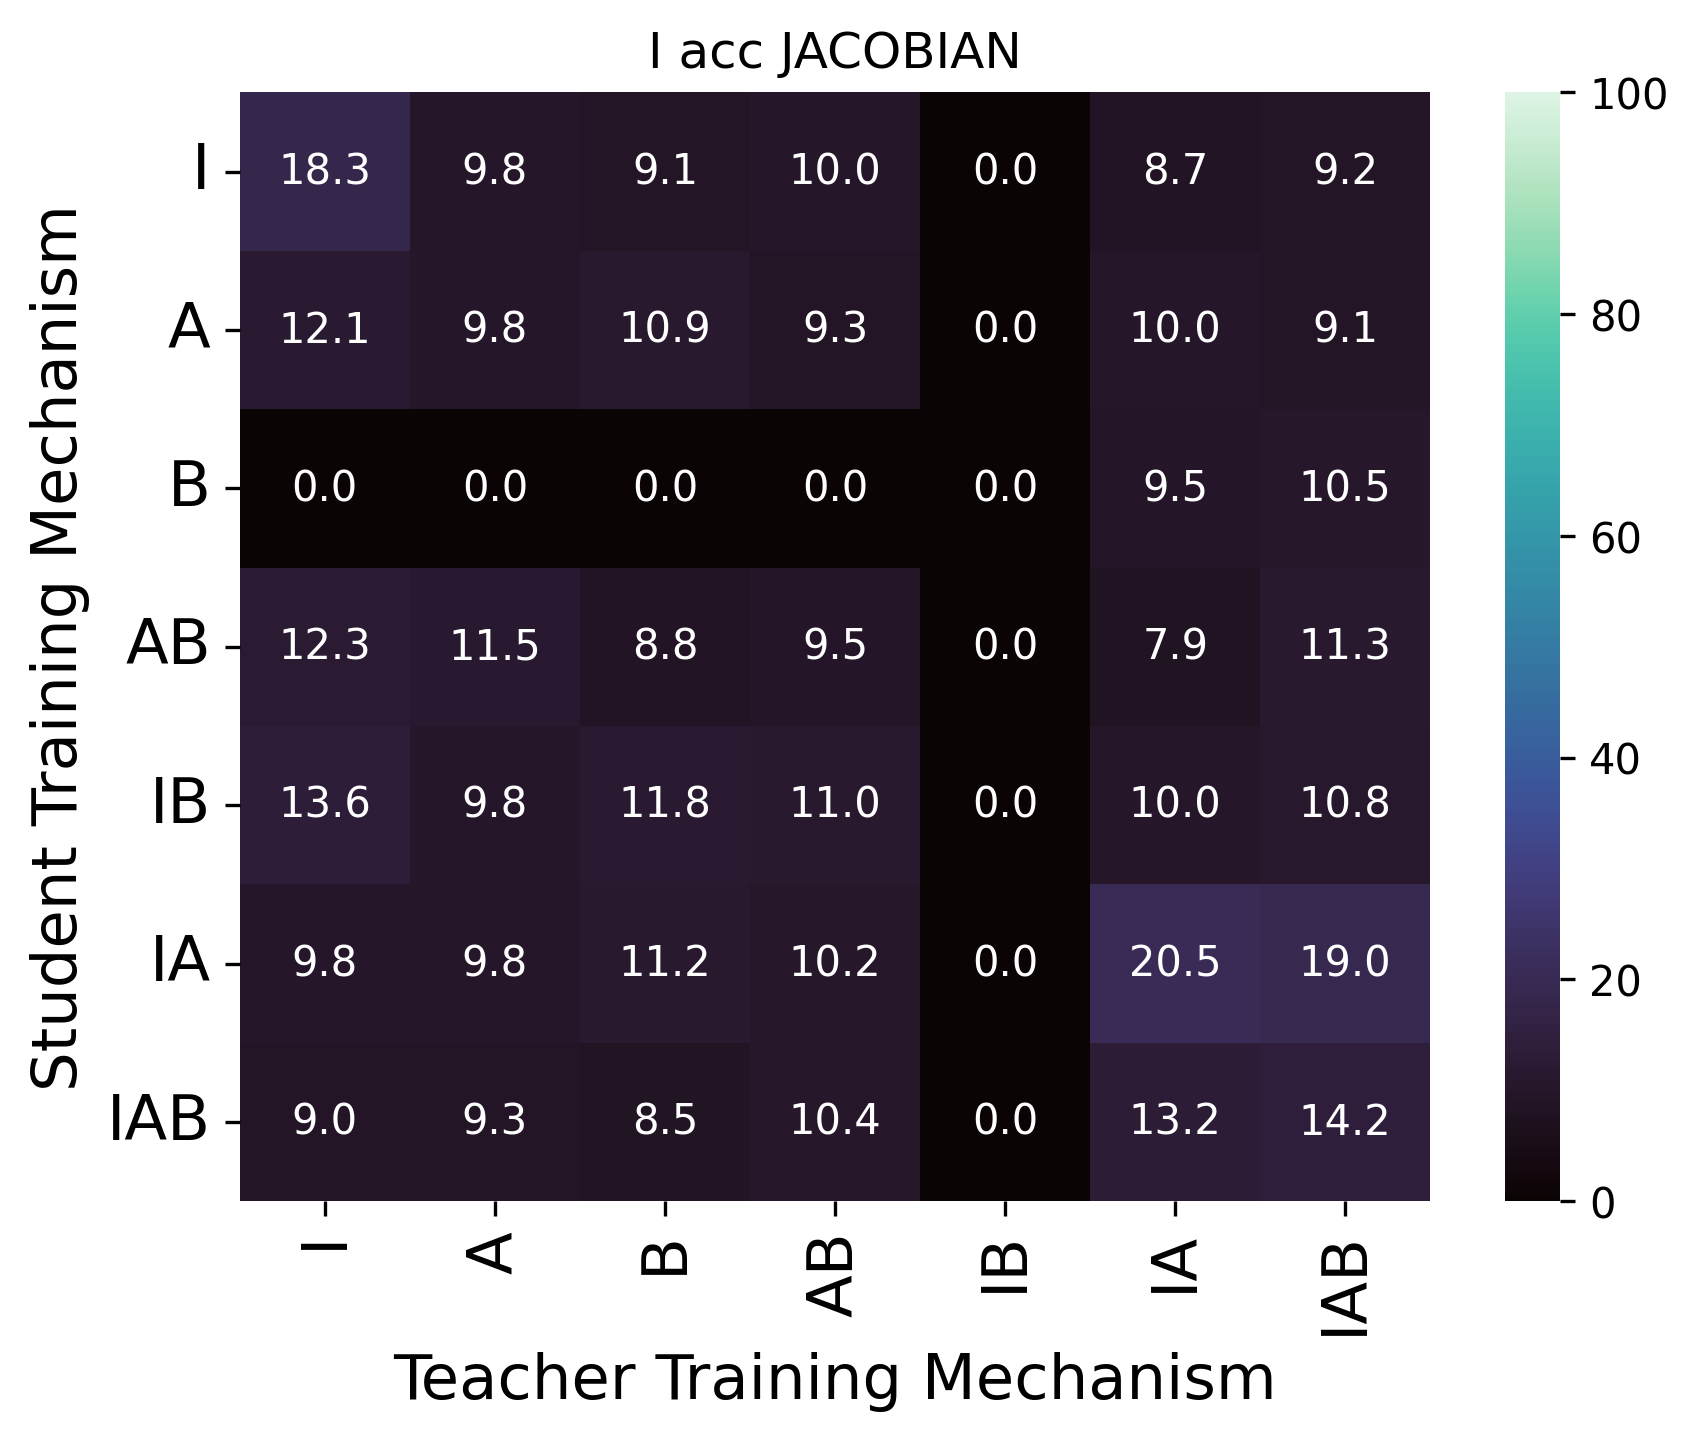 I acc JACOBIAN
Student Training Mechanism
I 18.3 9.8 9.1 10.0 0.0 8.7 9.2
A 12.1 9.8 10.9 9.3 0.0 10.0 9.1
B 0.0 0.0 0.0 0.0 0.0 9.5 10.5
AB 12.3 11.5 8.8 9.5 0.0 7.9 11.3
IB 13.6 9.8 11.8 11.0 0.0 10.0 10.8
IA 9.8 9.8 11.2 10.2 0.0 20.5 19.0
IAB 9.0 9.3 8.5 10.4 0.0 13.2 14.2
I A B AB IB IA IAB
Teacher Training Mechanism
100
80
60
40
20
0